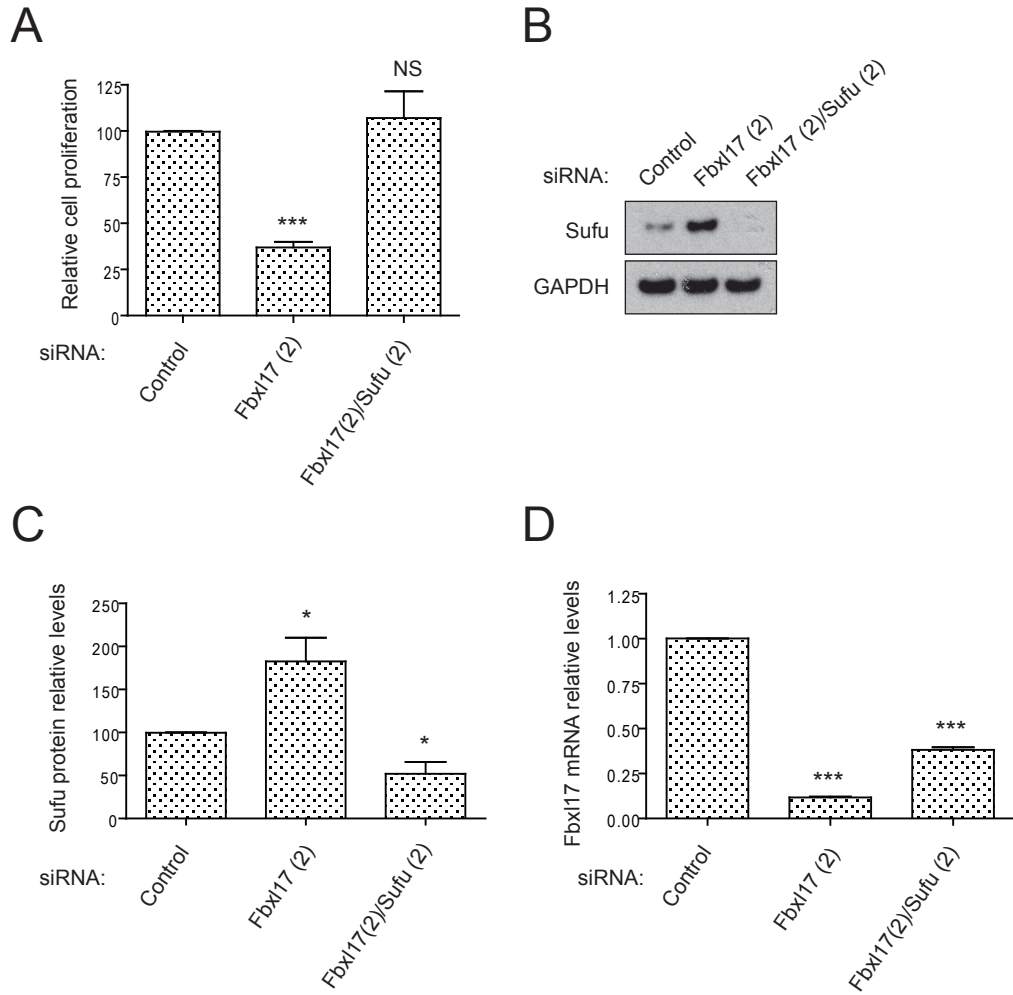 A
Relative cell proliferation
125
100
75
50
25
0
NS
***
siRNA:
Control
Fbxl17 (2)
Fbxl17(2)/Sufu (2)
B
siRNA:
Control
Fbxl17 (2)
Fbxl17 (2)/Sufu (2)
Sufu
GAPDH
C
Sufu protein relative levels
250
200
150
100
50
0
*
*
siRNA:
Control
Fbxl17 (2)
Fbxl17(2)/Sufu (2)
D
Fbxl17 mRNA relative levels
1.25
1.00
0.75
0.50
0.25
0.00
***
***
siRNA:
Control
Fbxl17 (2)
Fbxl17(2)/Sufu (2)